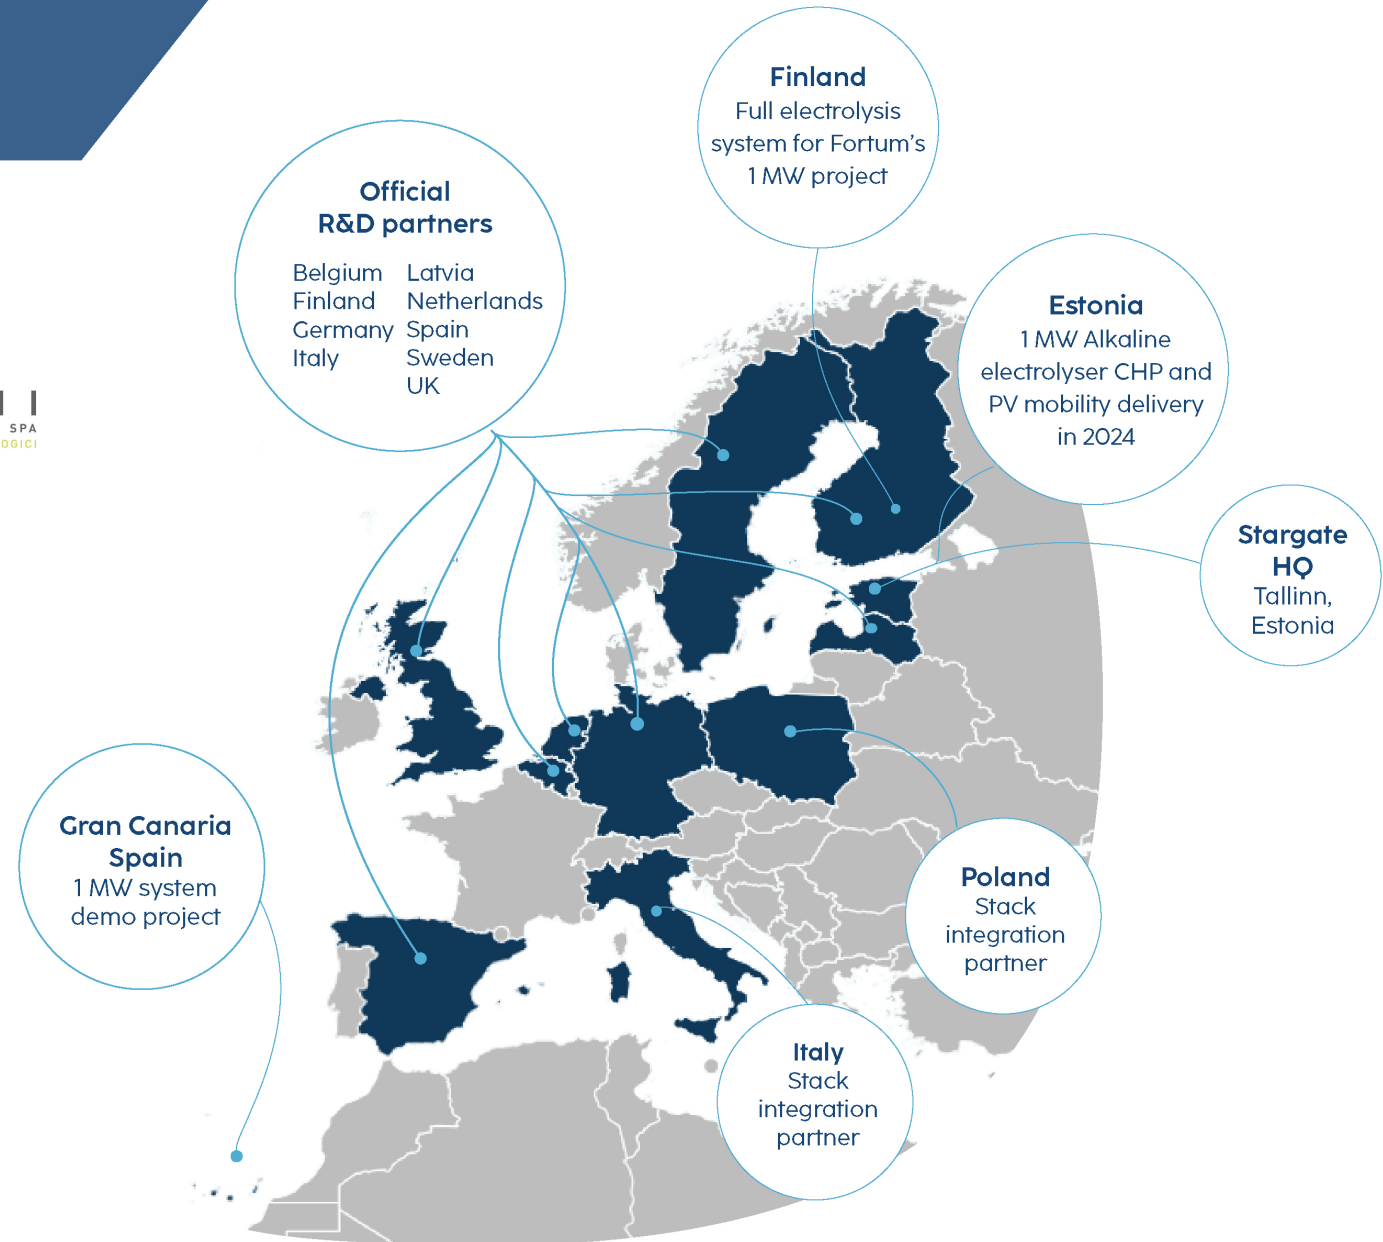 Finland
Full electrolysis
system for Fortum's
1 MW project
Official
R&D partners
Belgium
Finland
Germany
Italy
Latvia
Netherlands
Spain
Sweden
UK
Estonia
1 MW Alkaline
electrolyser CHP and
PV mobility delivery
in 2024
SPA
OGICI
Stargate
HQ
Tallinn,
Estonia
Gran Canaria
Spain
1 MW system
demo project
Poland
Stack
integration
partner
Italy
Stack
integration
partner